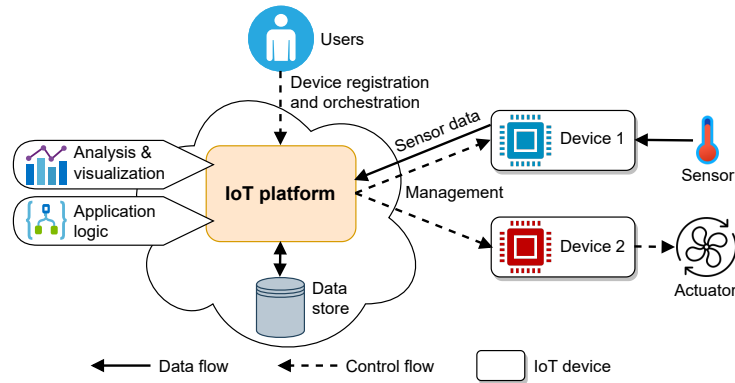 Users
Device registration
and orchestration
Analysis &
visualization
Application
logic
IoT platform
Data
store
Sensor data
Management
Device 1
Device 2
Sensor
Actuator
Data flow
Control flow
IoT device